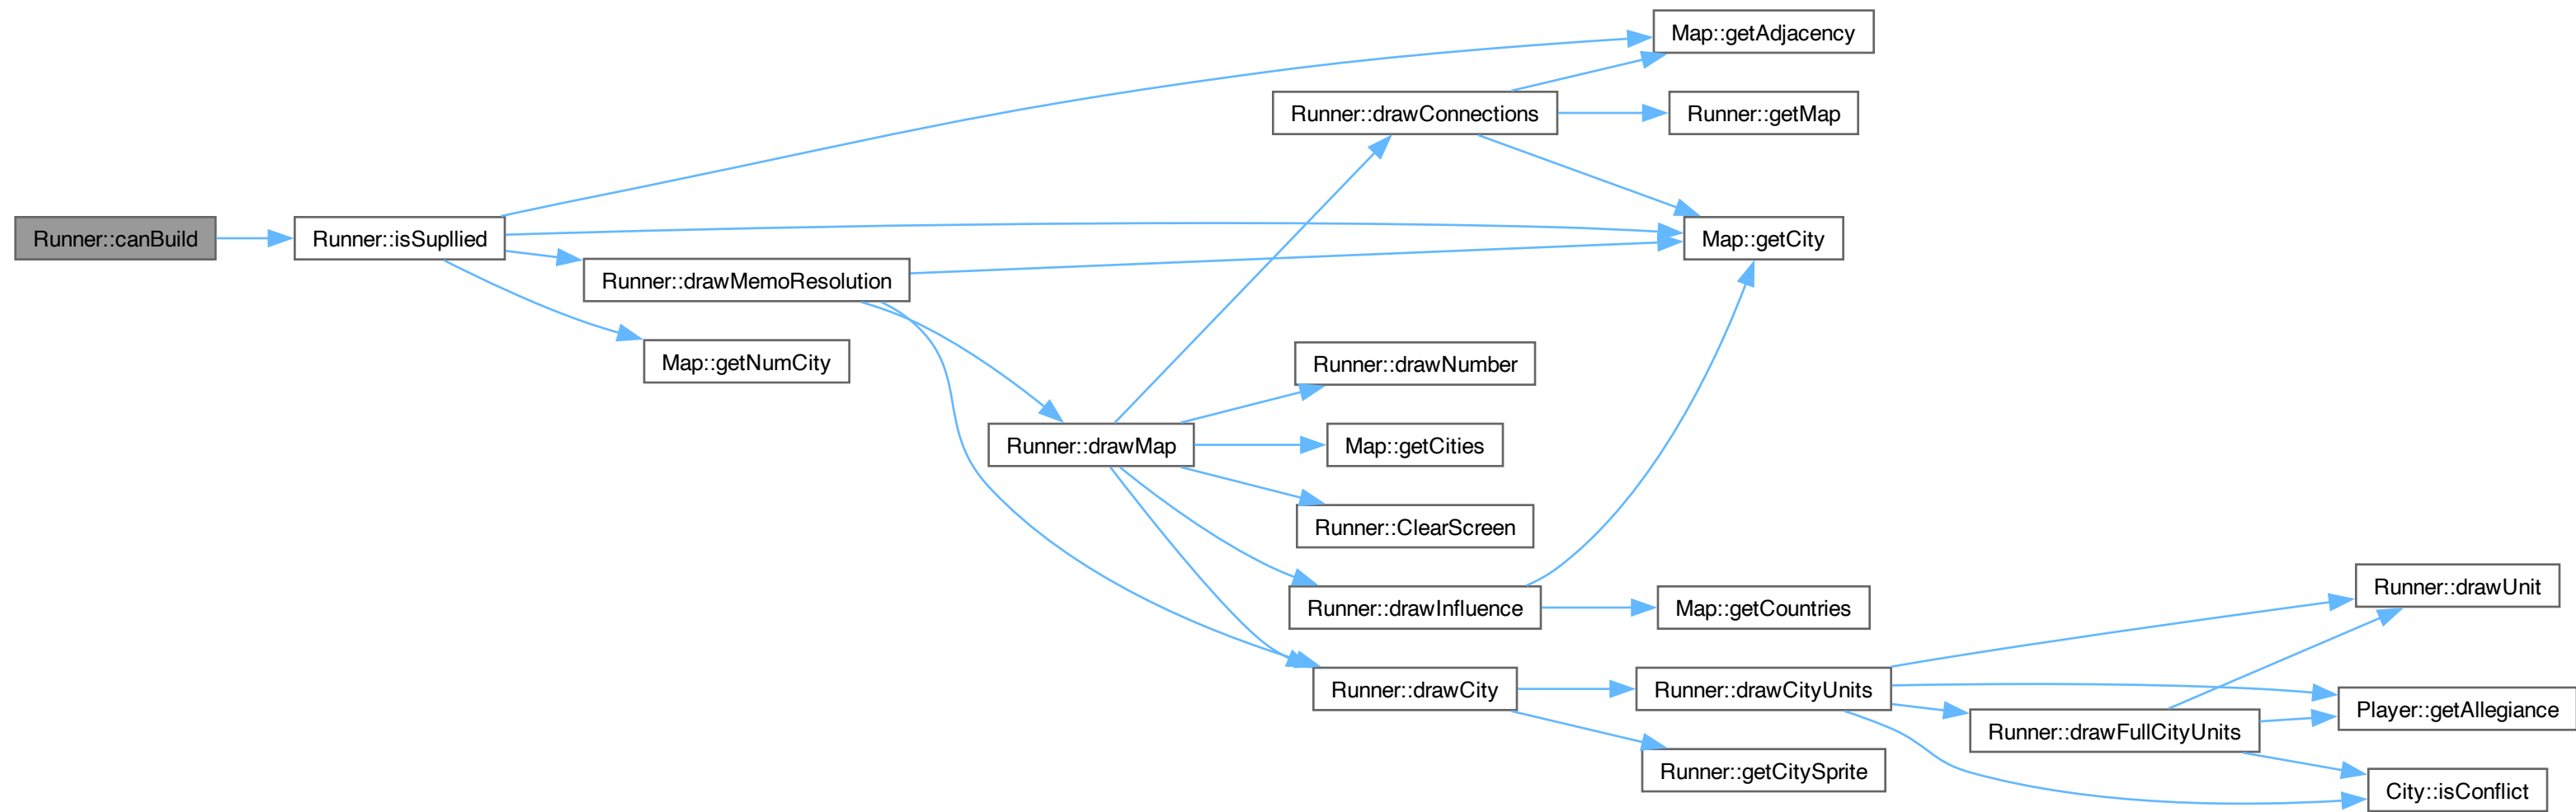 Runner::canBuild
Runner::isSupllied
Runner::drawMemoResolution
Map::getNumCity
Runner::drawMap
Runner::drawConnections
Runner::drawNumber
Map::getCities
Runner::ClearScreen
Runner::drawInfluence
Runner::drawCity
Map::getAdjacency
Runner::getMap
Map::getCity
Map::getCountries
Runner::drawCityUnits
Runner::getCitySprite
Runner::drawFullCityUnits
Runner::drawUnit
Player::getAllegiance
City::isConflict